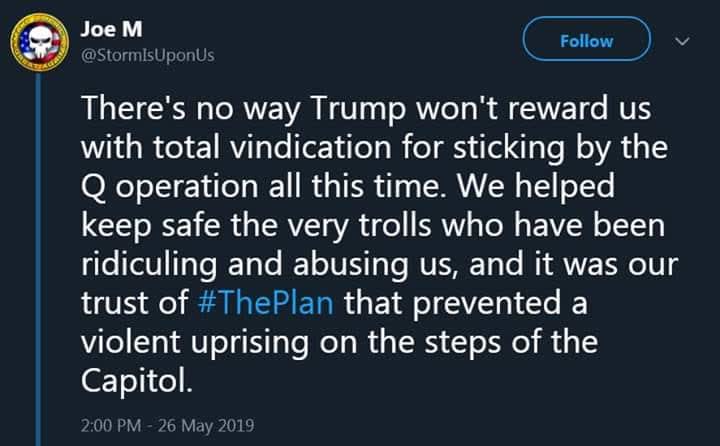 Joe M
@StormIsUponUs
Follow
There's no way Trump won't reward us
with total vindication for sticking by the
Q operation all this time. We helped
keep safe the very trolls who have been
ridiculing and abusing us, and it was our
trust of #ThePlan that prevented a
violent uprising on the steps of the
Capitol.
2:00 PM - 26 May 2019